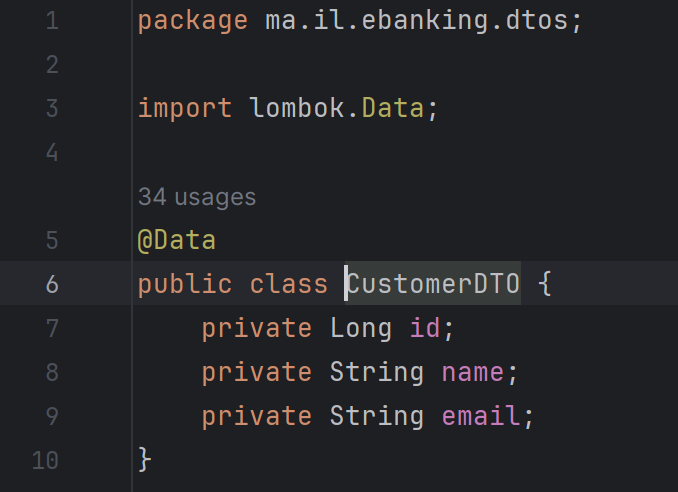 1 package ma.il.ebanking.dtos;
2
3 import lombok.Data;
4
34 usages
5 @Data
6 public class CustomerDTO {
7     private Long id;
8     private String name;
9     private String email;
10 }